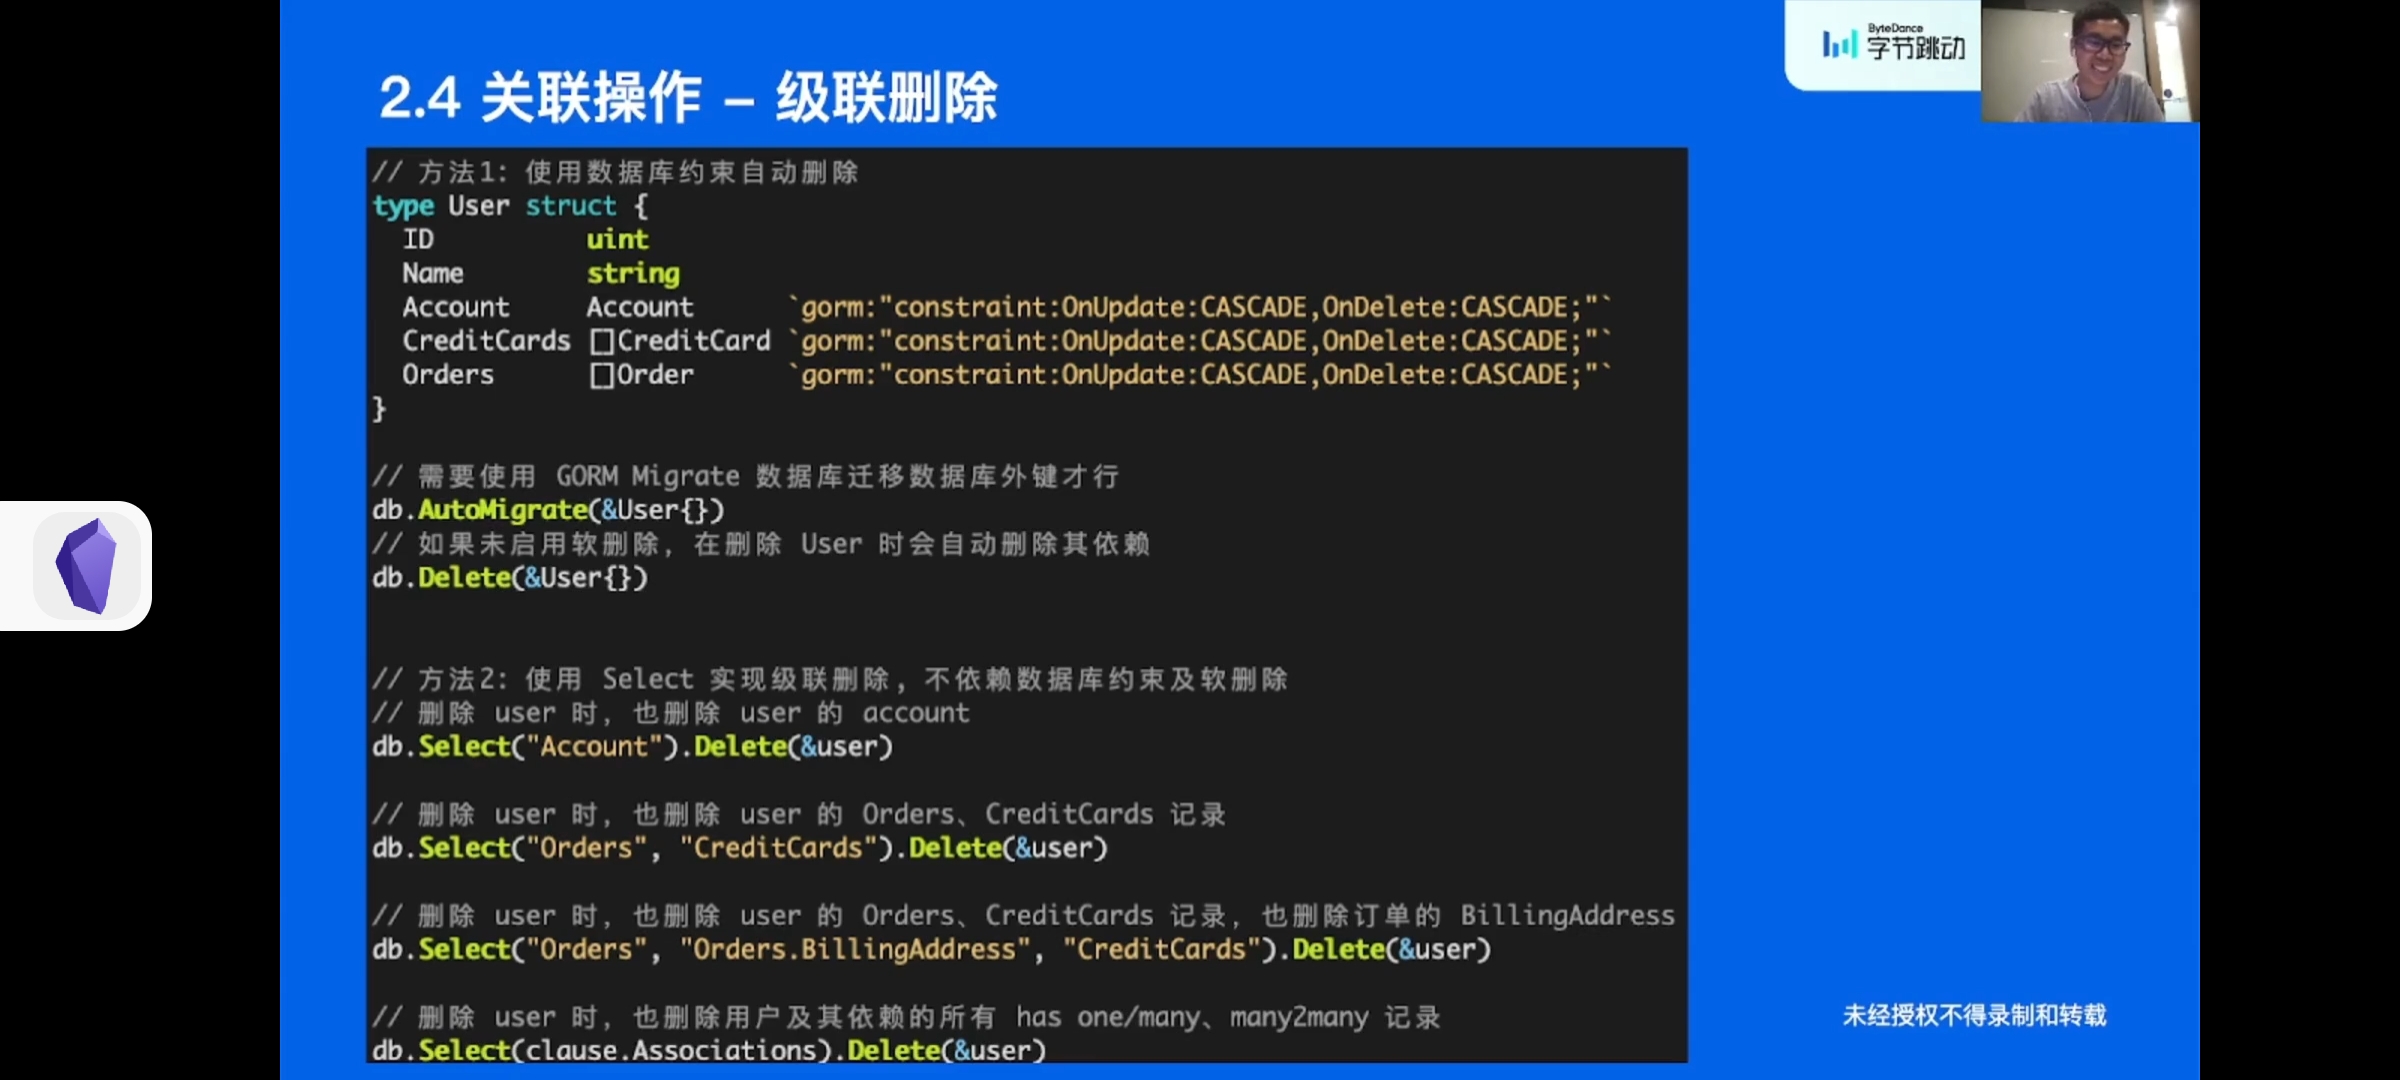 ByteDance
字节跳动
2.4 关联操作 – 级联删除
// 方法1: 使用数据库约束自动删除
type User struct {
  ID          uint
  Name        string
  Account     Account      `gorm:"constraint:OnUpdate:CASCADE,OnDelete:CASCADE;"`
  CreditCards []CreditCard `gorm:"constraint:OnUpdate:CASCADE,OnDelete:CASCADE;"`
  Orders      []Order      `gorm:"constraint:OnUpdate:CASCADE,OnDelete:CASCADE;"`
}
// 需要使用 GORM Migrate 数据库迁移数据库外键才行
db.AutoMigrate(&User{})
// 如果未启用软删除, 在删除 User 时会自动删除其依赖
db.Delete(&User{})
// 方法2: 使用 Select 实现级联删除, 不依赖数据库约束及软删除
// 删除 user 时, 也删除 user 的 account
db.Select("Account").Delete(&user)
// 删除 user 时, 也删除 user 的 Orders、CreditCards 记录
db.Select("Orders", "CreditCards").Delete(&user)
// 删除 user 时, 也删除 user 的 Orders、CreditCards 记录, 也删除订单的 BillingAddress
db.Select("Orders", "Orders.BillingAddress", "CreditCards").Delete(&user)
// 删除 user 时, 也删除用户及其依赖的所有 has one/many、many2many 记录
db.Select(clause.Associations).Delete(&user)
未经授权不得录制和转载